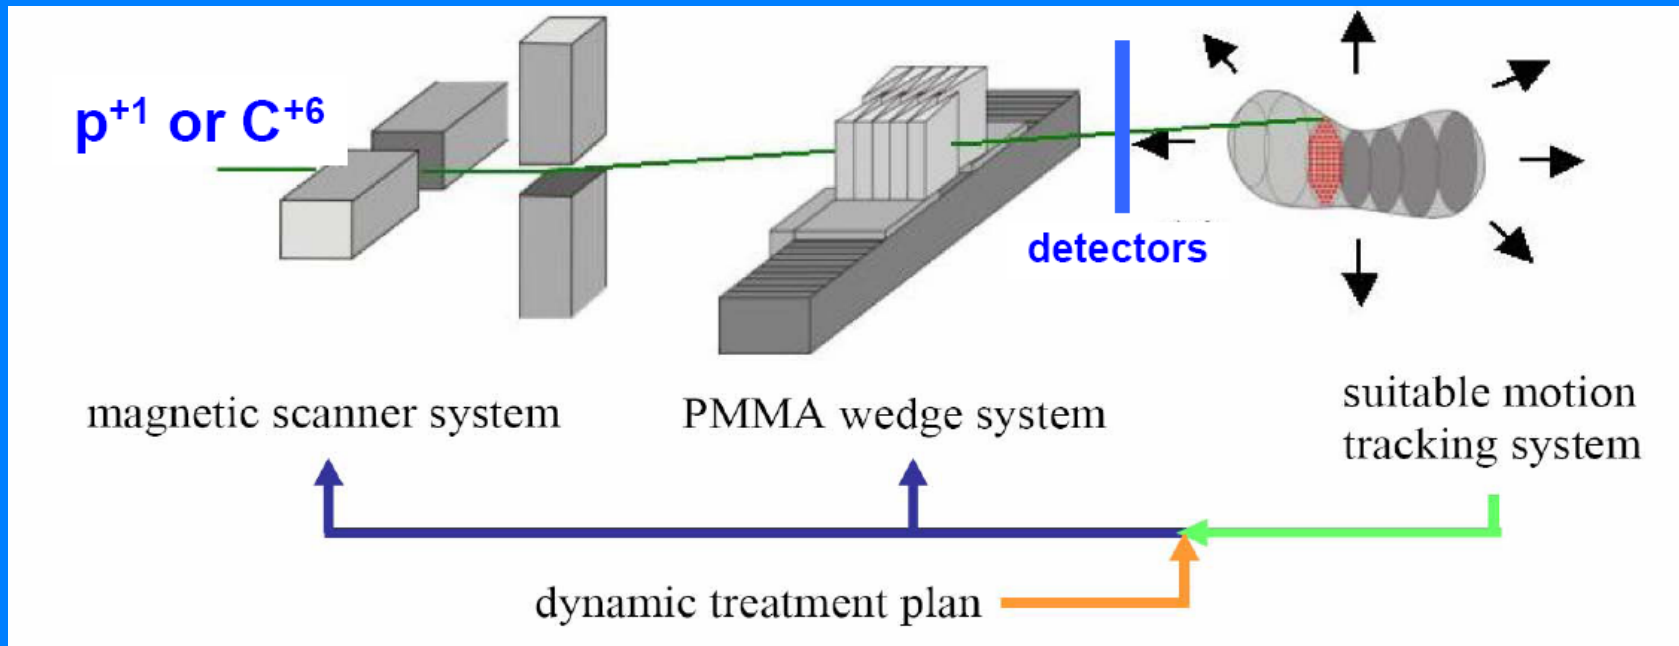 p+1 or C+6
detectors
magnetic scanner system
PMMA wedge system
suitable motion
tracking system
dynamic treatment plan